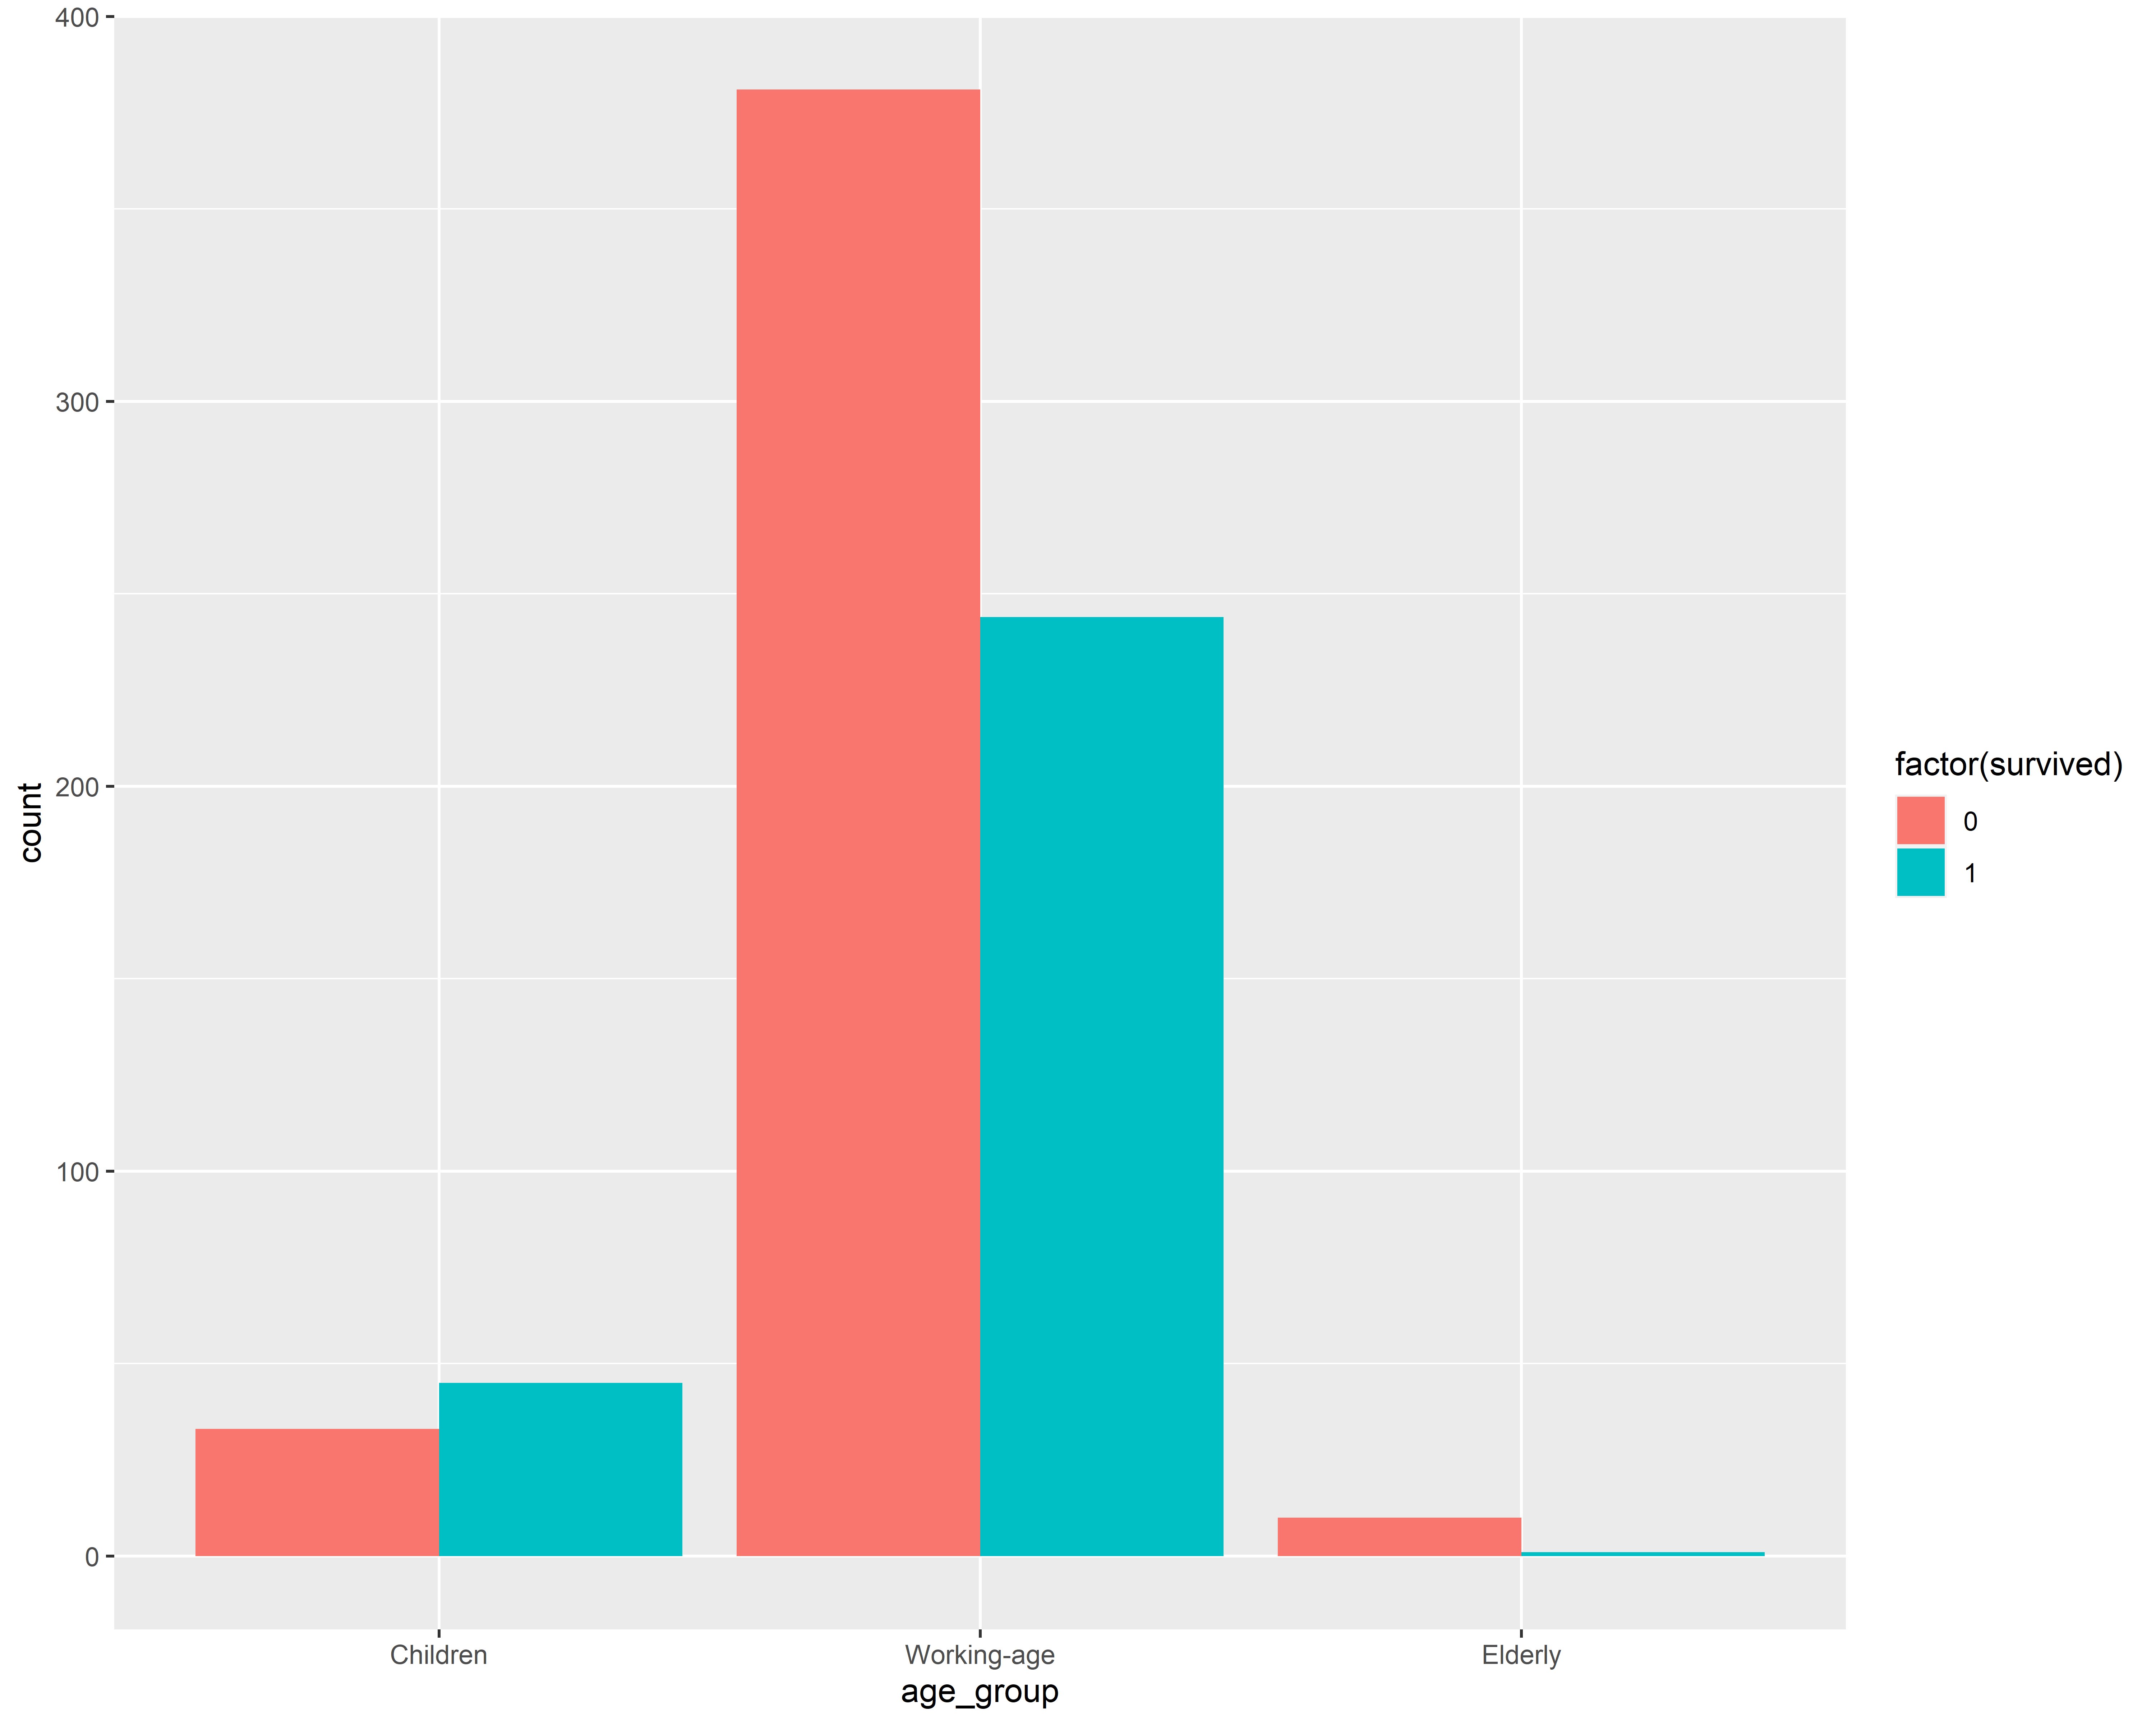 400
300
200
100
0
count
Children
Working-age
Elderly
age_group
factor(survived)
0
1